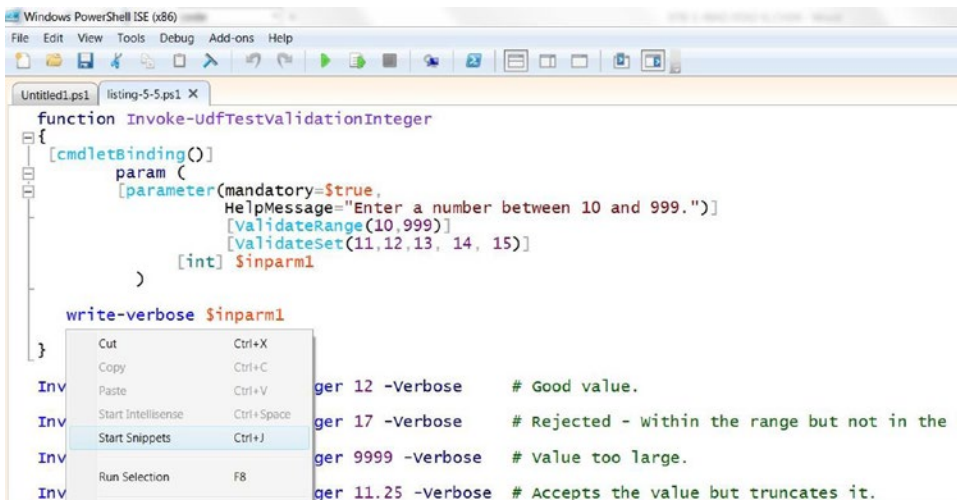 Windows PowerShell ISE (x86)
File Edit View Tools Debug Add-ons Help
Untitled1.ps1 listing-5-5.ps1 X
function Invoke-UdfTestValidationInteger
{
[cmdletBinding()]
param (
[parameter(mandatory=$true,
HelpMessage="Enter a number between 10 and 999.")]
[ValidateRange(10,999)]
[ValidateSet(11,12,13, 14, 15)]
[int] $inparm1
)
write-verbose $inparm1
}
Cut Ctrl+X
Copy Ctrl+C
Paste Ctrl+V
Start Intellisense Ctrl+Space
Start Snippets Ctrl+J
Run Selection F8
Inv ger 12 -Verbose # Good value.
Inv ger 17 -Verbose # Rejected - Within the range but not in the
Inv ger 9999 -Verbose # Value too large.
Inv ger 11.25 -Verbose # Accepts the value but truncates it.